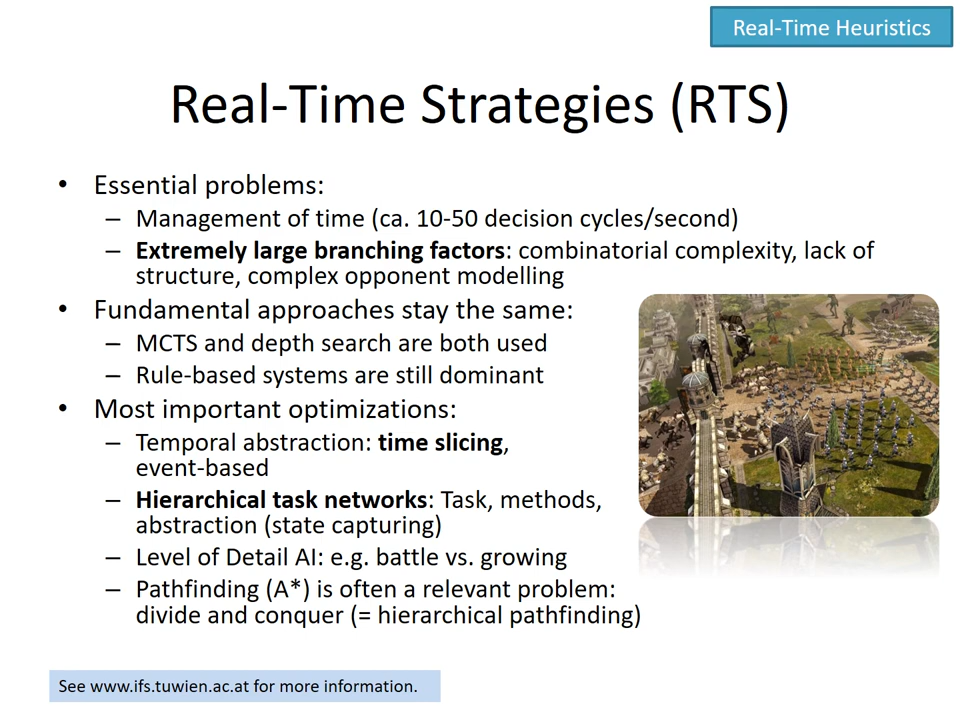 Real-Time Heuristics
Real-Time Strategies (RTS)
• Essential problems:
– Management of time (ca. 10-50 decision cycles/second)
– Extremely large branching factors: combinatorial complexity, lack of
structure, complex opponent modelling
• Fundamental approaches stay the same:
– MCTS and depth search are both used
– Rule-based systems are still dominant
• Most important optimizations:
– Temporal abstraction: time slicing,
event-based
– Hierarchical task networks: Task, methods,
abstraction (state capturing)
– Level of Detail AI: e.g. battle vs. growing
– Pathfinding (A*) is often a relevant problem:
divide and conquer (= hierarchical pathfinding)
See www.ifs.tuwien.ac.at for more information.